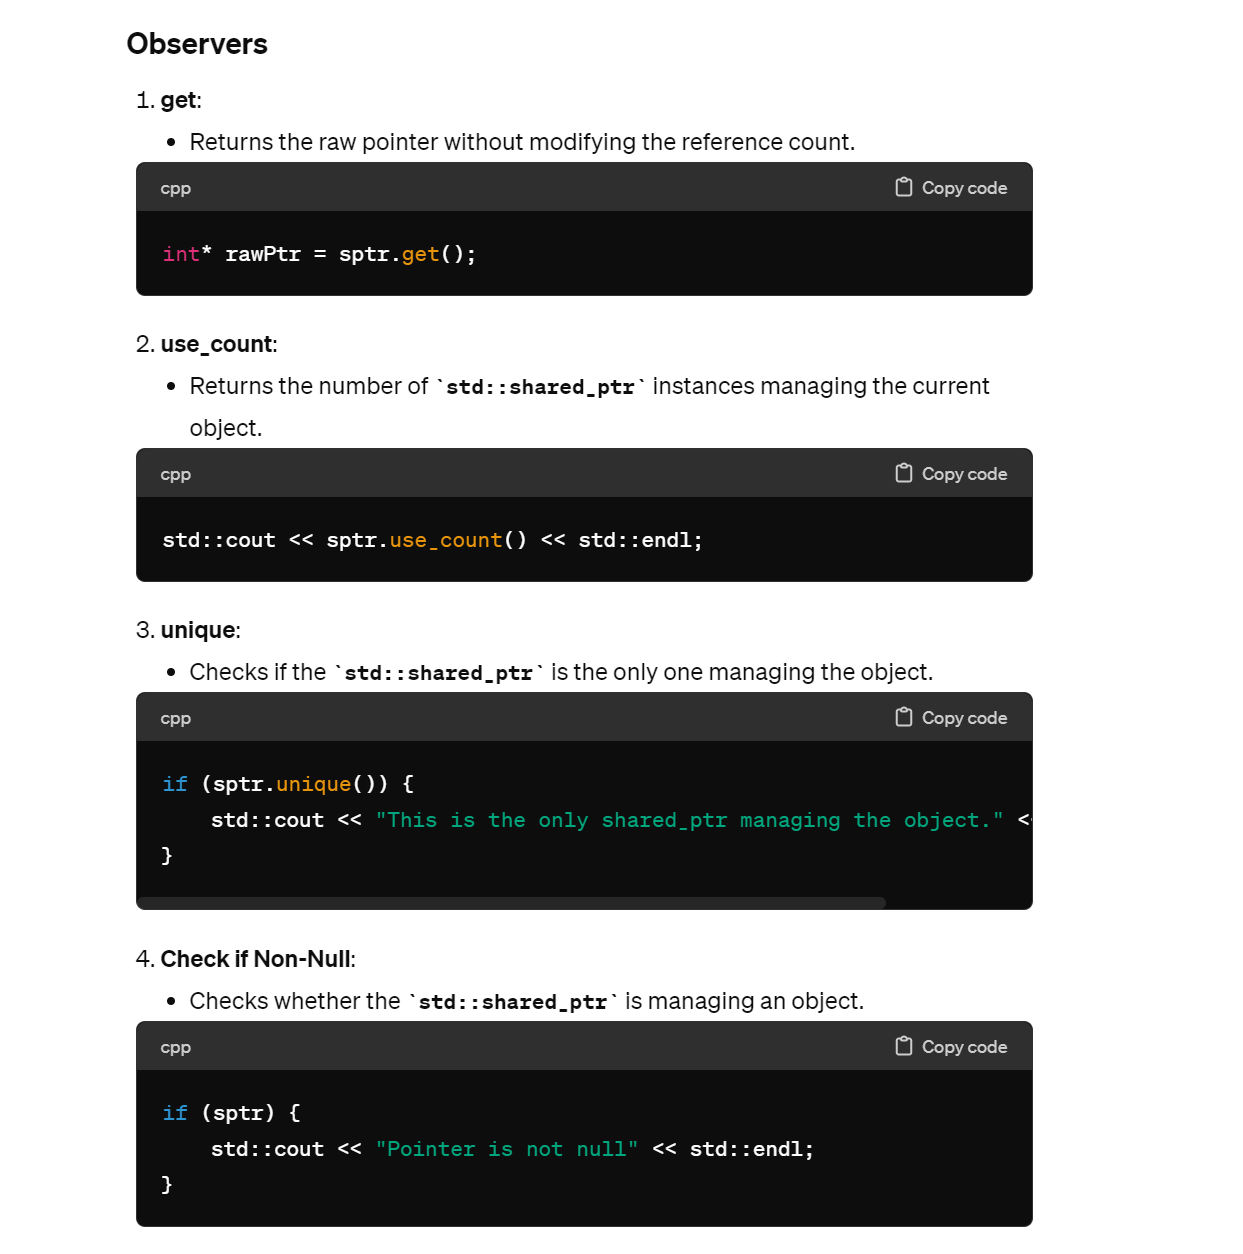 Observers
1. get:
• Returns the raw pointer without modifying the reference count.
cpp Copy code
int* rawPtr = sptr.get();
2. use_count:
• Returns the number of `std::shared_ptr` instances managing the current
object.
cpp Copy code
std::cout << sptr.use_count() << std::endl;
3. unique:
• Checks if the `std::shared_ptr` is the only one managing the object.
cpp Copy code
if (sptr.unique()) {
    std::cout << "This is the only shared_ptr managing the object." <
}
4. Check if Non-Null:
• Checks whether the `std::shared_ptr` is managing an object.
cpp Copy code
if (sptr) {
    std::cout << "Pointer is not null" << std::endl;
}